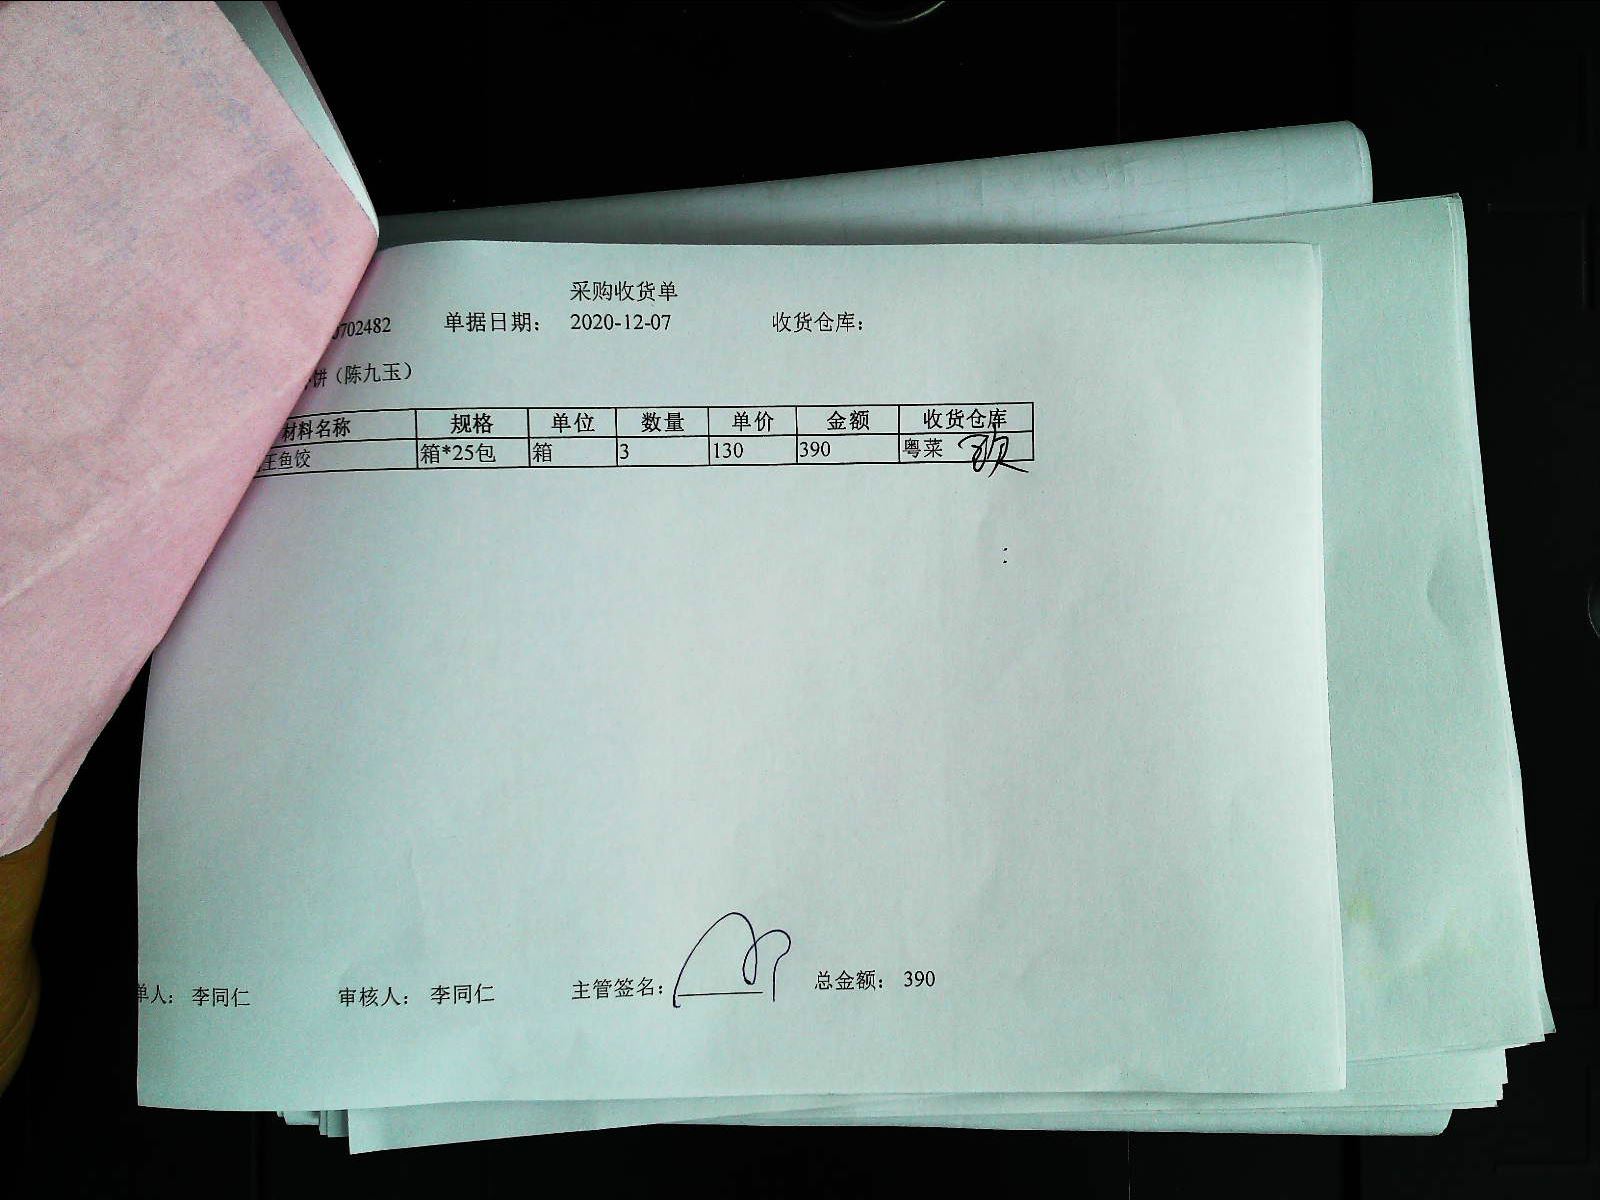 采购收货单
702482 单据日期： 2020-12-07 收货仓库：
饼（陈九玉）
材料名称 规格 单位 数量 单价 金额 收货仓库
王鱼饺 箱*25包 箱 3 130 390 粤菜
单人： 李同仁 审核人： 李同仁 主管签名： 总金额： 390